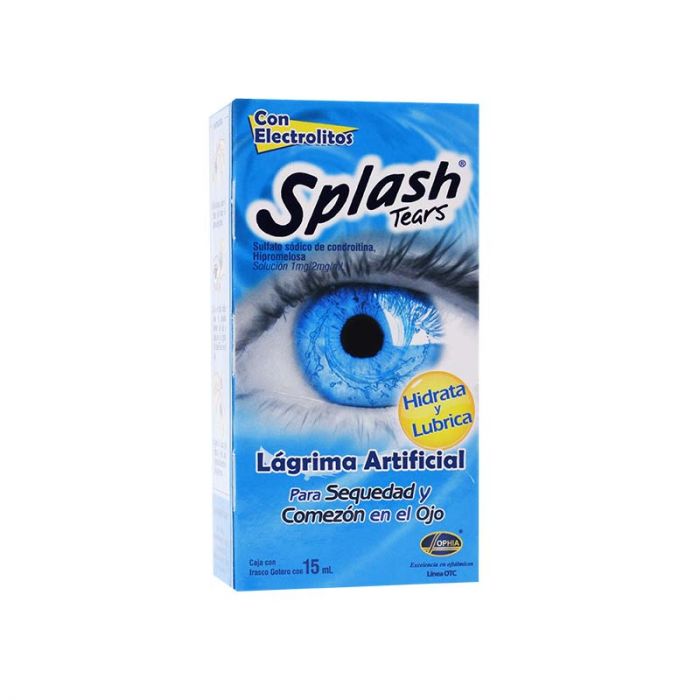 Con
Electrolitos
Splash®
Tears
Sulfato sódico de condroitina,
Hipromelosa
Solución 1mg/2mg/mL
Hidrata
y
Lubrica
Lágrima Artificial
Para Sequedad y
Comezón en el Ojo
SOPHIA®
Excelencia en oftálmicos
Línea OTC
Caja con
frasco Gotero con 15 mL